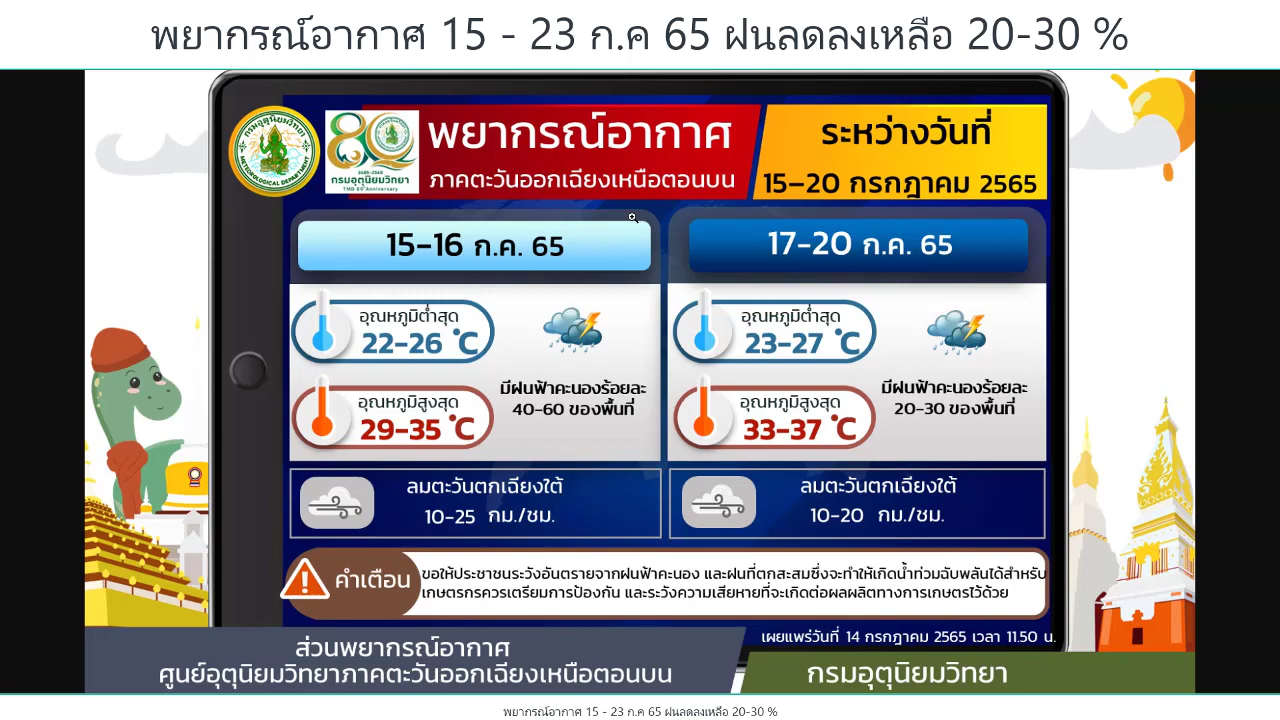 พยากรณ์อากาศ 15 - 23 ก.ค 65 ฝนลดลงเหลือ 20-30 %
กรมอุตุนิยมวิทยา
METEOROLOGICAL DEPARTMENT
80
2485-2565
กรมอุตุนิยมวิทยา
TMD 80th Anniversary
พยากรณ์อากาศ
ภาคตะวันออกเฉียงเหนือตอนบน
ระหว่างวันที่
15–20 กรกฎาคม 2565
15-16 ก.ค. 65
อุณหภูมิต่ำสุด
22-26 °C
อุณหภูมิสูงสุด
29-35 °C
มีฝนฟ้าคะนองร้อยละ
40-60 ของพื้นที่
ลมตะวันตกเฉียงใต้
10-25 กม./ชม.
17-20 ก.ค. 65
อุณหภูมิต่ำสุด
23-27 °C
อุณหภูมิสูงสุด
33-37 °C
มีฝนฟ้าคะนองร้อยละ
20-30 ของพื้นที่
ลมตะวันตกเฉียงใต้
10-20 กม./ชม.
คำเตือน
ขอให้ประชาชนระวังอันตรายจากฝนฟ้าคะนอง และฝนที่ตกสะสมซึ่งจะทำให้เกิดน้ำท่วมฉับพลันได้สำหรับ
เกษตรกรควรเตรียมการป้องกัน และระวังความเสียหายที่จะเกิดต่อผลผลิตทางการเกษตรไว้ด้วย
เผยแพร่วันที่ 14 กรกฎาคม 2565 เวลา 11.50 น.
ส่วนพยากรณ์อากาศ
ศูนย์อุตุนิยมวิทยาภาคตะวันออกเฉียงเหนือตอนบน
กรมอุตุนิยมวิทยา
พยากรณ์อากาศ 15 - 23 ก.ค 65 ฝนลดลงเหลือ 20-30 %